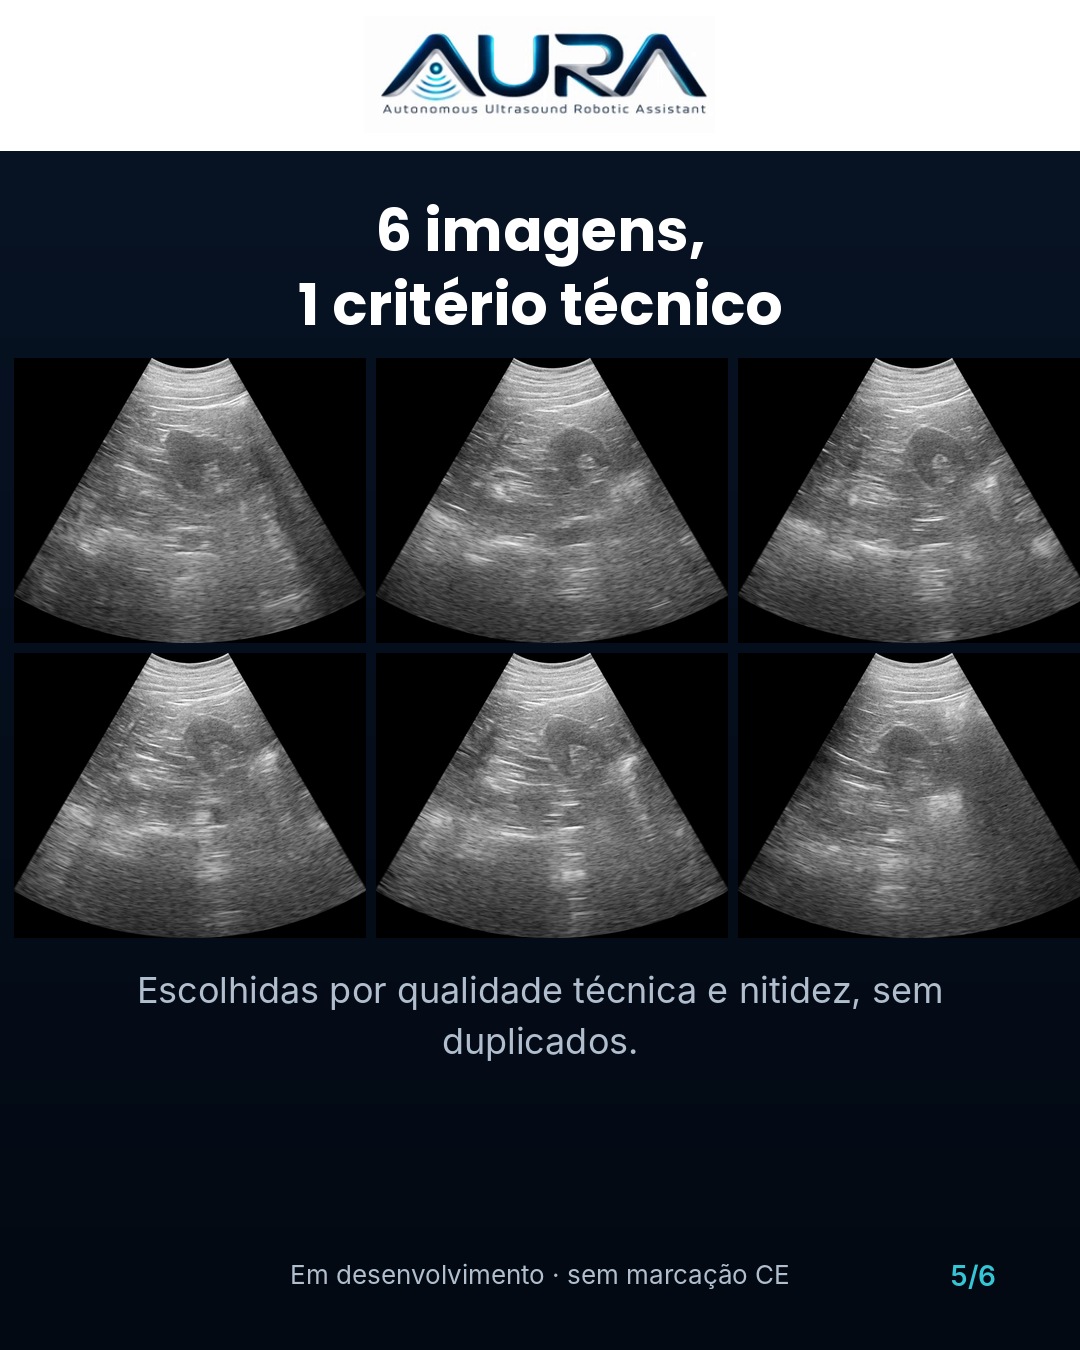 AURA
Autonomous Ultrasound Robotic Assistant
6 imagens,
1 critério técnico
Escolhidas por qualidade técnica e nitidez, sem
duplicados.
Em desenvolvimento · sem marcação CE
5/6